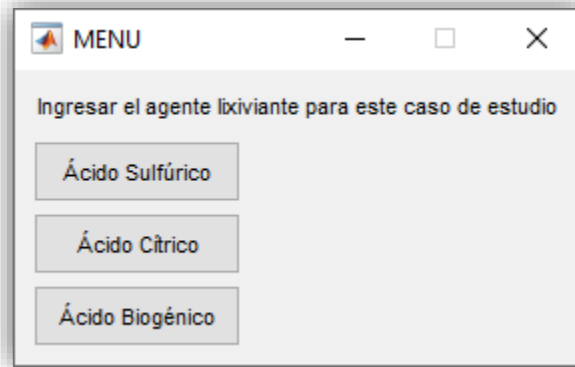 MENU
Ingresar el agente lixiviante para este caso de estudio
Ácido Sulfúrico
Ácido Cítrico
Ácido Biogénico